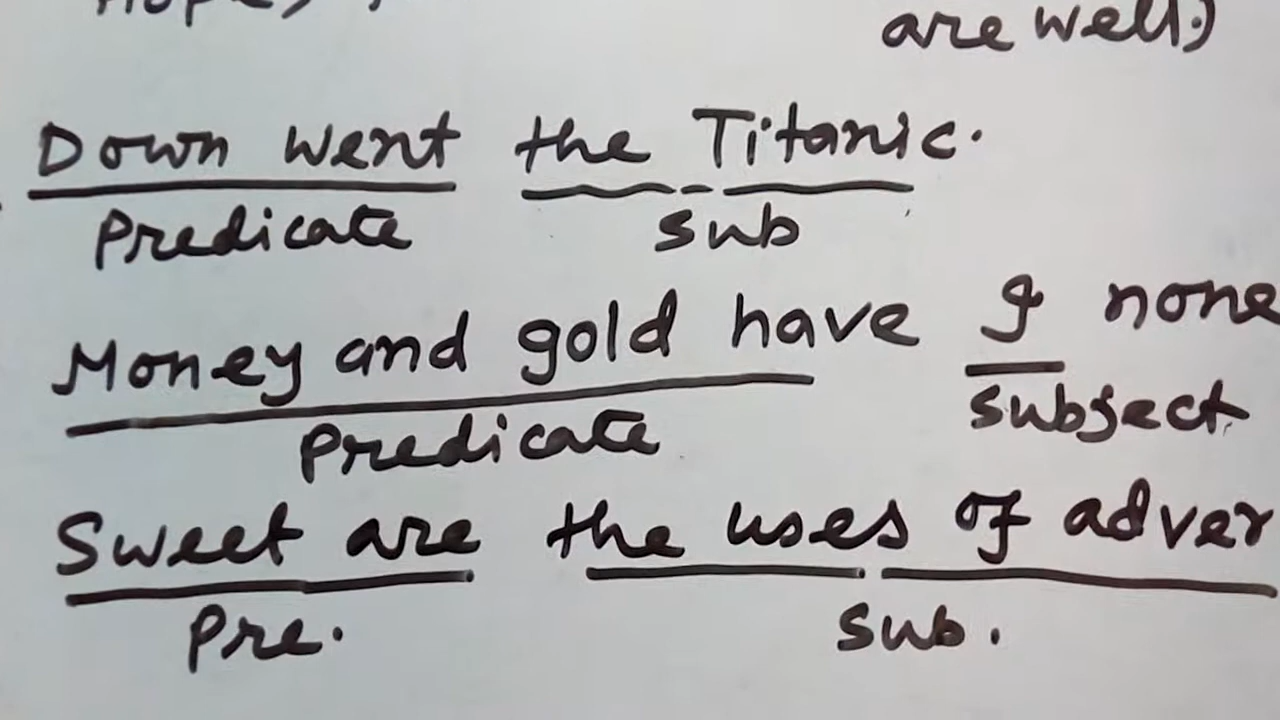 are well.)
Down went the Titanic.
Predicate sub
Money and gold have I none
Predicate subject.
Sweet are the uses of adver
Pre. sub.